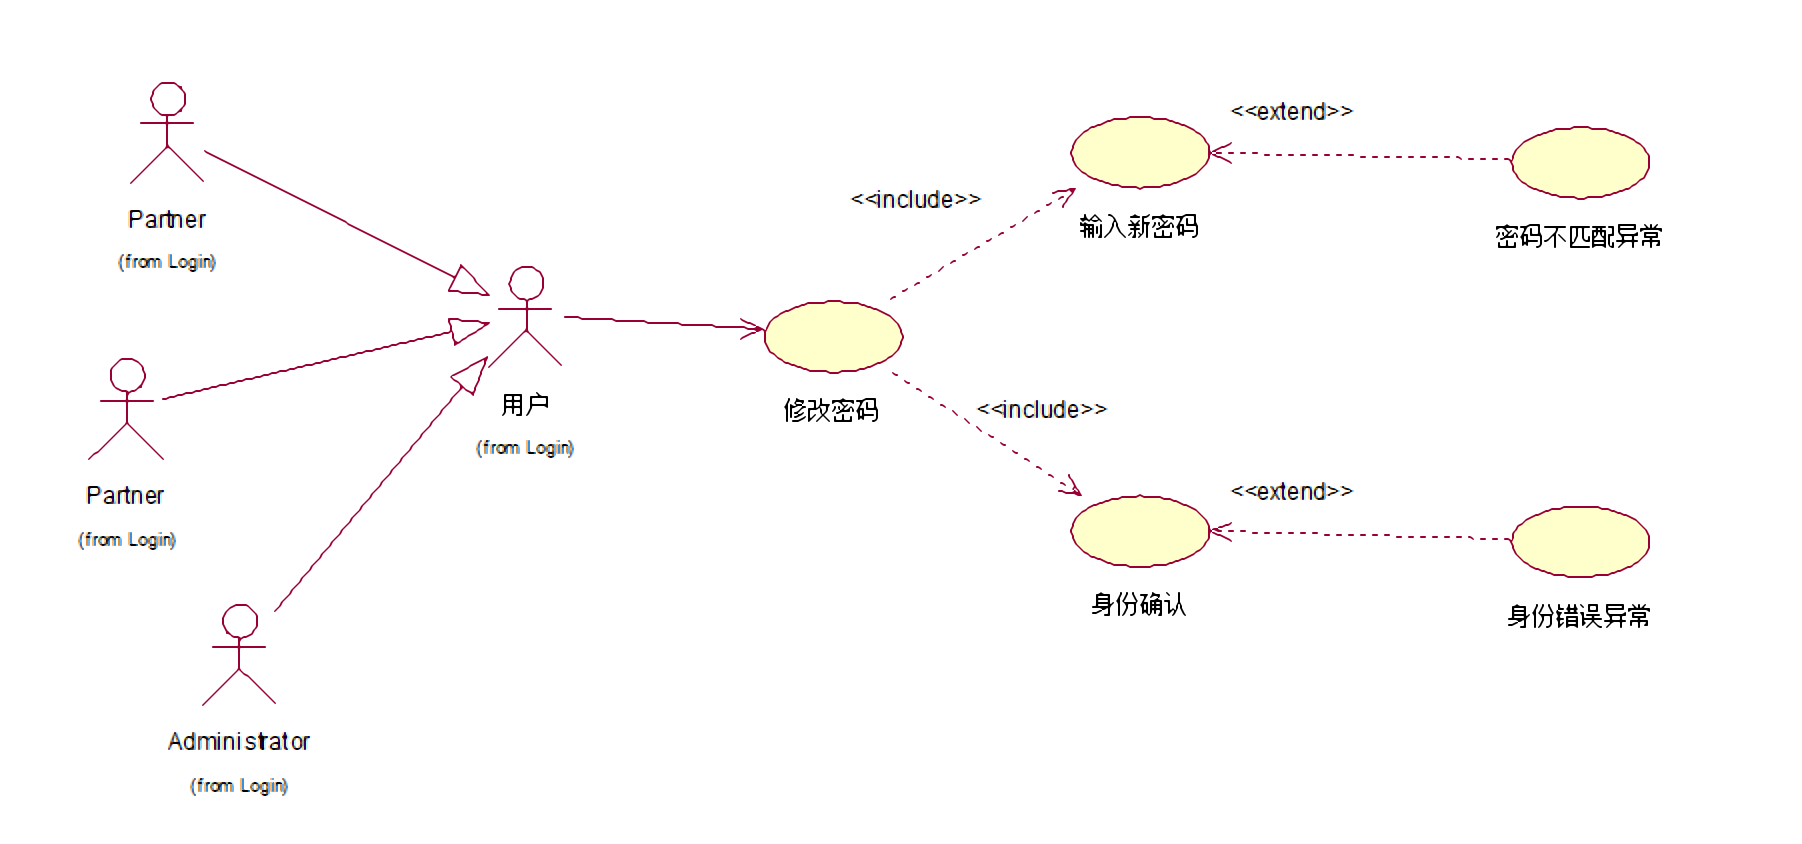 Partner
(from Login)
Partner
(from Login)
Administrator
(from Login)
用户
(from Login)
修改密码
<<include>>
<<include>>
输入新密码
<<extend>>
密码不匹配异常
身份确认
<<extend>>
身份错误异常